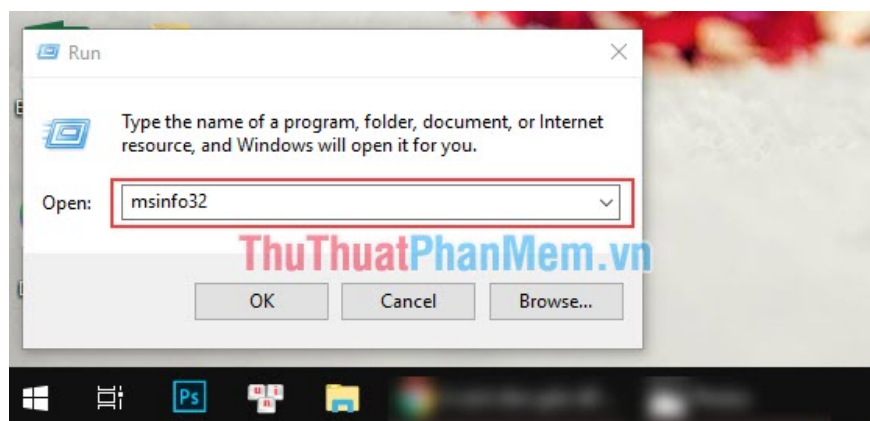 Run
Type the name of a program, folder, document, or Internet
resource, and Windows will open it for you.
Open:
msinfo32
ThuThuatPhanMem.vn
OK
Cancel
Browse...
Ps
u i
n